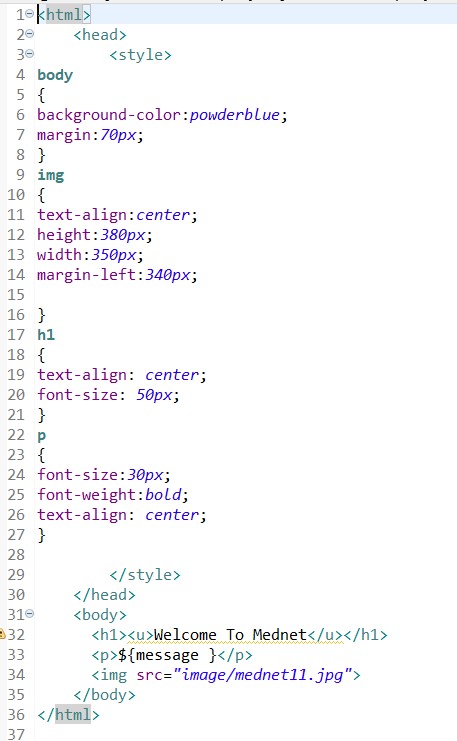 1 <html>
2     <head>
3         <style>
4 body
5 {
6 background-color:powderblue;
7 margin:70px;
8 }
9 img
10 {
11 text-align:center;
12 height:380px;
13 width:350px;
14 margin-left:340px;
15
16 }
17 h1
18 {
19 text-align: center;
20 font-size: 50px;
21 }
22 p
23 {
24 font-size:30px;
25 font-weight:bold;
26 text-align: center;
27 }
28
29         </style>
30     </head>
31     <body>
32       <h1><u>Welcome To Mednet</u></h1>
33       <p>${message }</p>
34       <img src="image/mednet11.jpg">
35     </body>
36 </html>
37